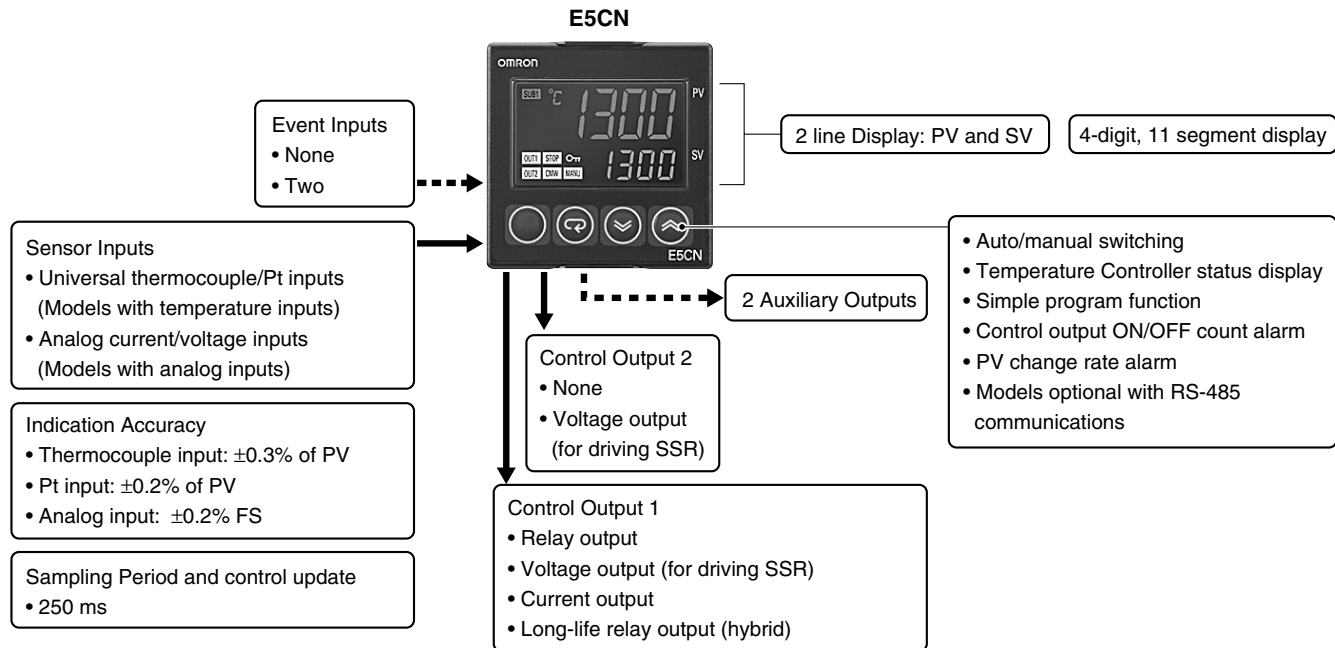 E5CN
OMRON
SUB1 °C 1300 PV
OUT1 STOP
OUT2 CMW MANU 1300 SV
E5CN
Event Inputs
• None
• Two
2 line Display: PV and SV
4-digit, 11 segment display
Sensor Inputs
• Universal thermocouple/Pt inputs
(Models with temperature inputs)
• Analog current/voltage inputs
(Models with analog inputs)
• Auto/manual switching
• Temperature Controller status display
• Simple program function
• Control output ON/OFF count alarm
• PV change rate alarm
• Models optional with RS-485
communications
2 Auxiliary Outputs
Control Output 2
• None
• Voltage output
(for driving SSR)
Indication Accuracy
• Thermocouple input: ±0.3% of PV
• Pt input: ±0.2% of PV
• Analog input: ±0.2% FS
Control Output 1
• Relay output
• Voltage output (for driving SSR)
• Current output
• Long-life relay output (hybrid)
Sampling Period and control update
• 250 ms